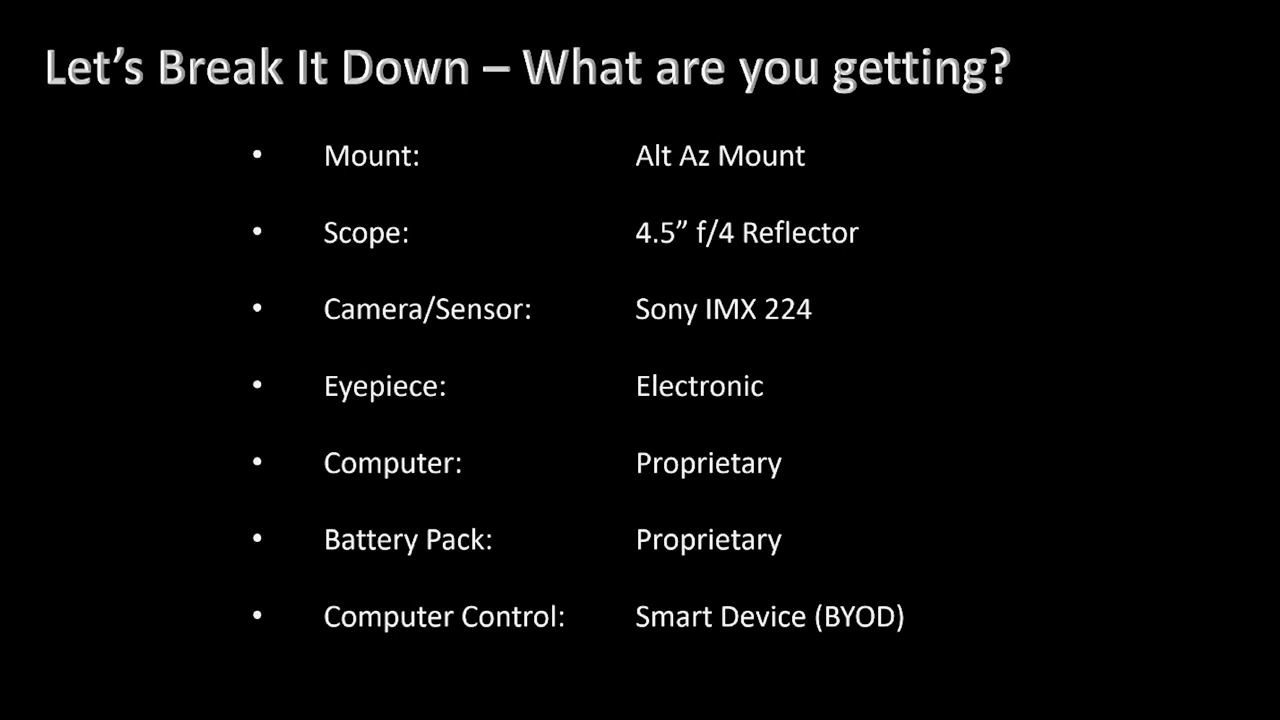 Let’s Break It Down – What are you getting?
• Mount: Alt Az Mount
• Scope: 4.5” f/4 Reflector
• Camera/Sensor: Sony IMX 224
• Eyepiece: Electronic
• Computer: Proprietary
• Battery Pack: Proprietary
• Computer Control: Smart Device (BYOD)